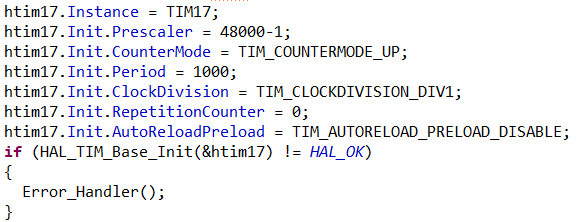 htim17.Instance = TIM17;
htim17.Init.Prescaler = 48000-1;
htim17.Init.CounterMode = TIM_COUNTERMODE_UP;
htim17.Init.Period = 1000;
htim17.Init.ClockDivision = TIM_CLOCKDIVISION_DIV1;
htim17.Init.RepetitionCounter = 0;
htim17.Init.AutoReloadPreload = TIM_AUTORELOAD_PRELOAD_DISABLE;
if (HAL_TIM_Base_Init(&htim17) != HAL_OK)
{
  Error_Handler();
}